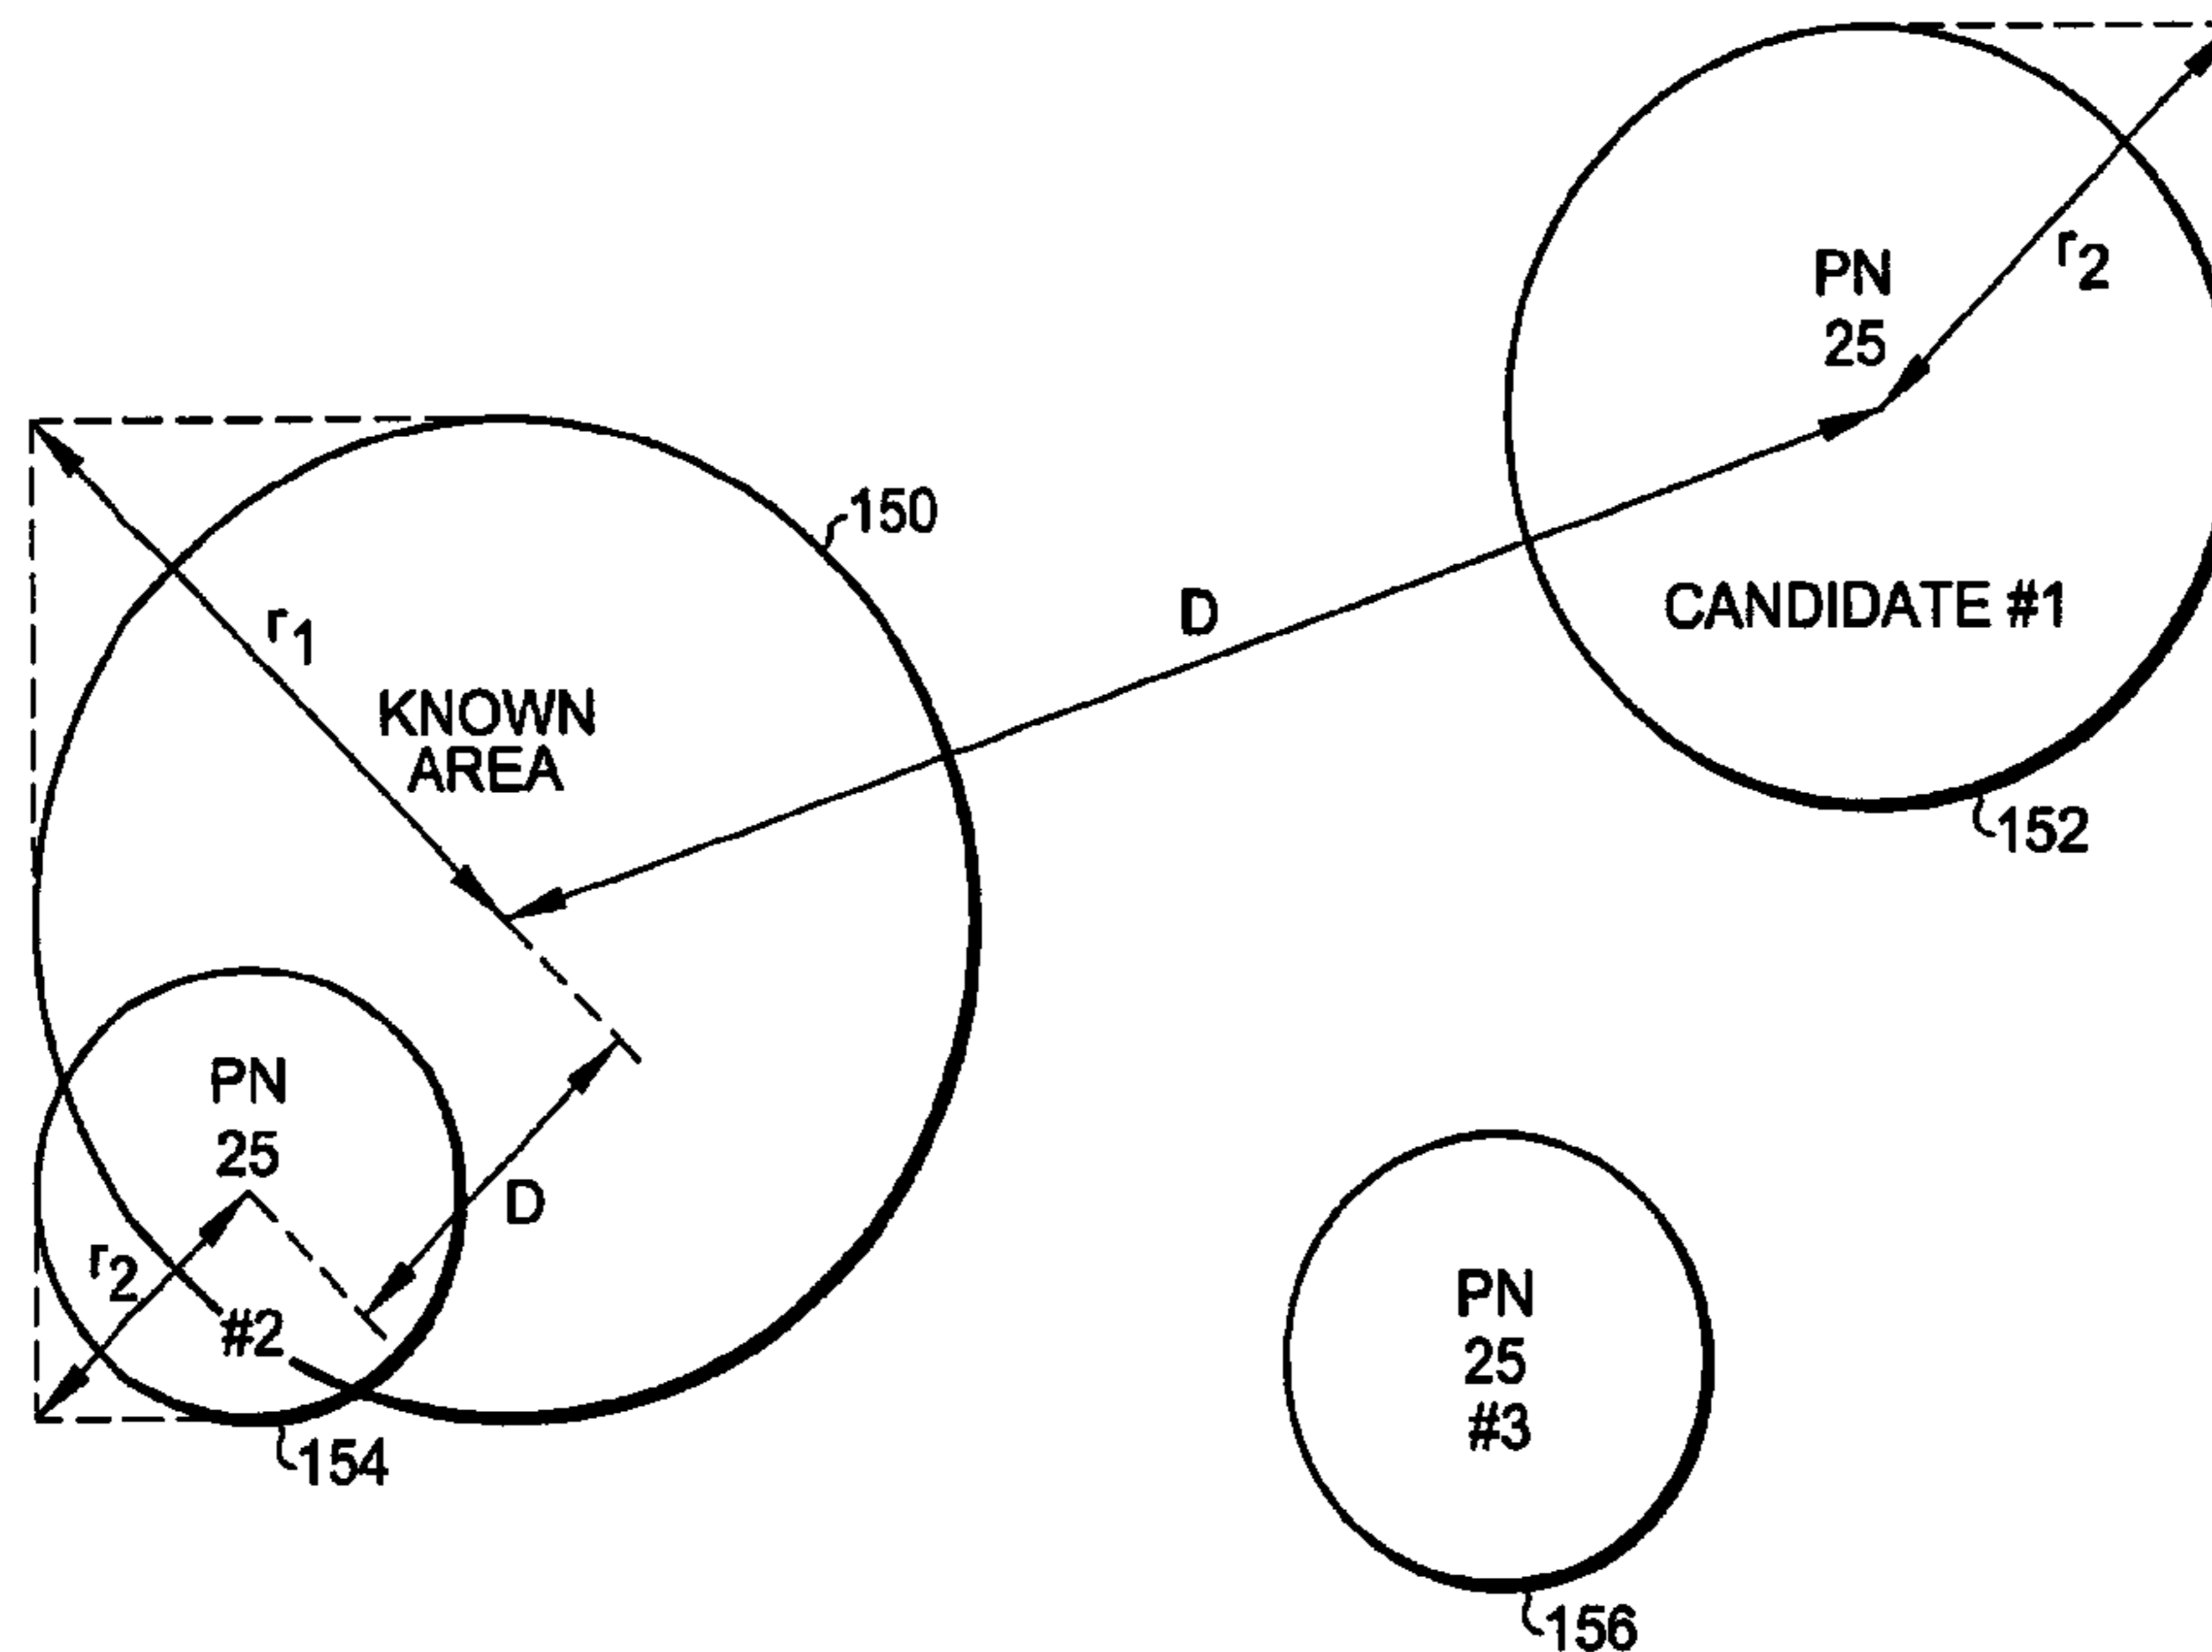 PN
25
r2
CANDIDATE #1
152
150
r1
KNOWN
AREA
D
PN
25
r2
#2
D
154
PN
25
#3
156